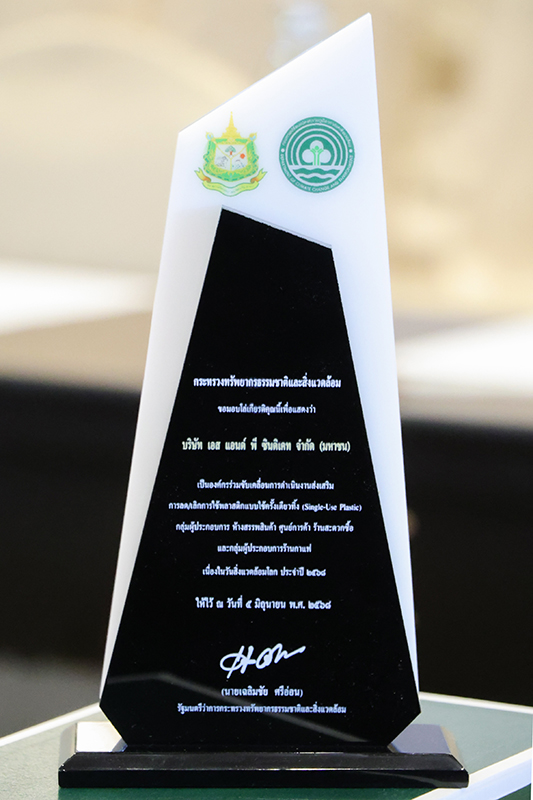 กระทรวงทรัพยากรธรรมชาติและสิ่งแวดล้อม
ขอมอบโล่เกียรติคุณนี้เพื่อแสดงว่า
บริษัท เอส แอนด์ พี ซินดิเคท จำกัด (มหาชน)
เป็นองค์กรร่วมขับเคลื่อนการดำเนินงานส่งเสริม
การลด/เลิกการใช้พลาสติกแบบใช้ครั้งเดียวทิ้ง (Single-Use Plastic)
กลุ่มผู้ประกอบการ ห้างสรรพสินค้า ศูนย์การค้า ร้านสะดวกซื้อ
และกลุ่มผู้ประกอบการร้านกาแฟ
เนื่องในวันสิ่งแวดล้อมโลก ประจำปี ๒๕๖๘
ให้ไว้ ณ วันที่ ๕ มิถุนายน พ.ศ. ๒๕๖๘
(นายเฉลิมชัย ศรีอ่อน)
รัฐมนตรีว่าการกระทรวงทรัพยากรธรรมชาติและสิ่งแวดล้อม